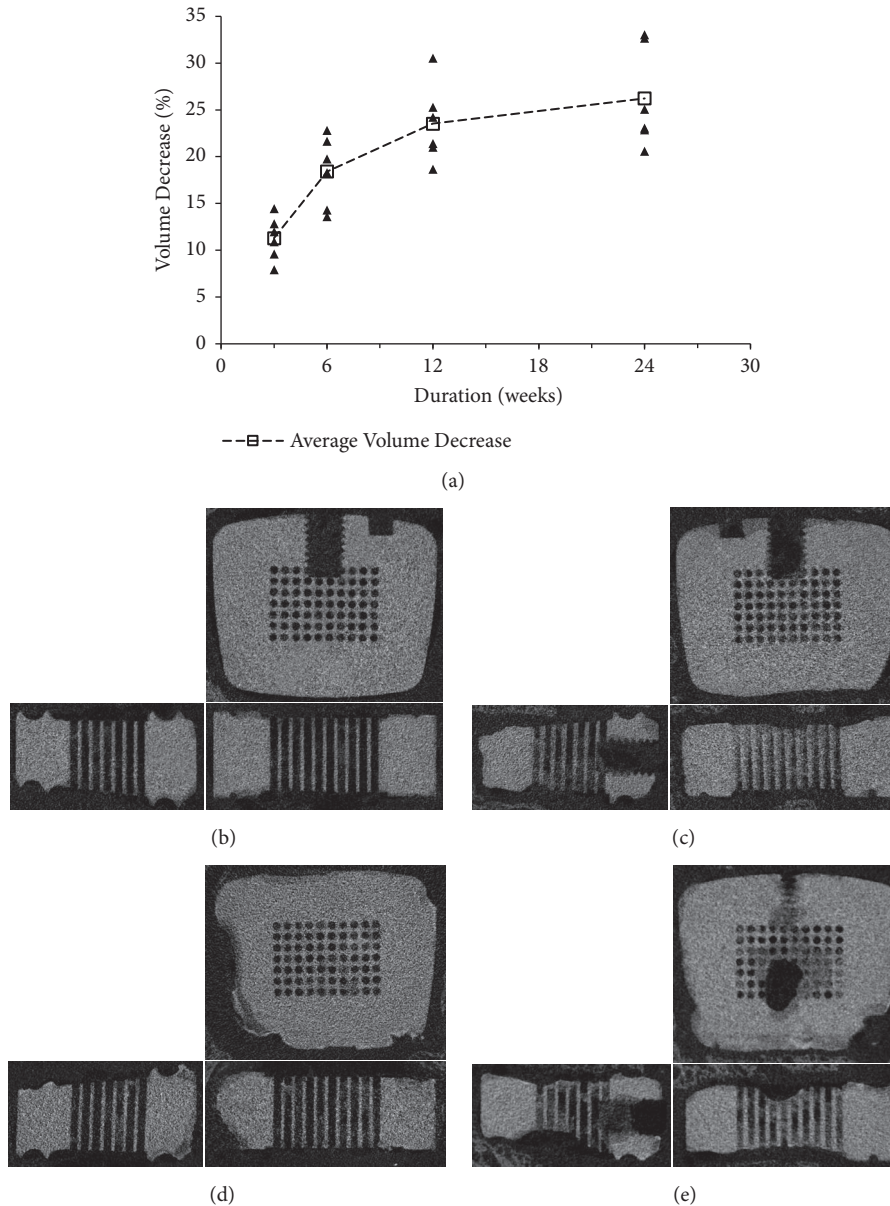 35
30
25
20
15
10
5
0
Volume Decrease (%)
0 6 12 18 24 30
Duration (weeks)
Average Volume Decrease
(a)
(b) (c)
(d) (e)